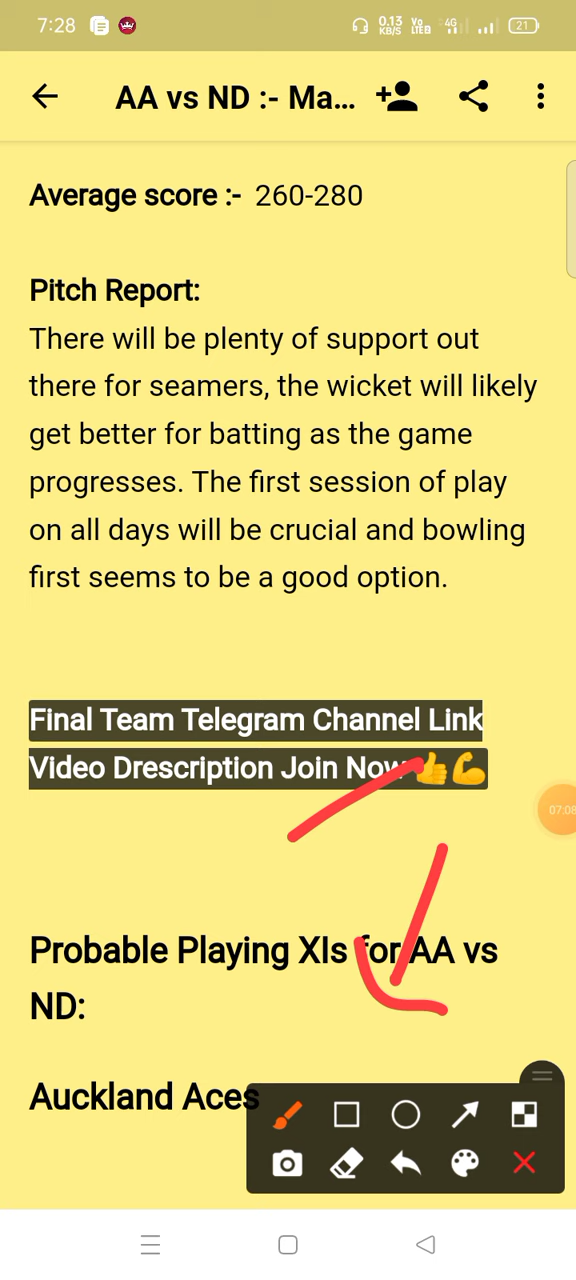 7:28
0.13 KB/S
Vo LTE
4G
21
AA vs ND :- Ma...
Average score :- 260-280
Pitch Report:
There will be plenty of support out
there for seamers, the wicket will likely
get better for batting as the game
progresses. The first session of play
on all days will be crucial and bowling
first seems to be a good option.
Final Team Telegram Channel Link
Video Drescription Join Now 👍💪
07:08
Probable Playing XIs for AA vs
ND:
Auckland Aces